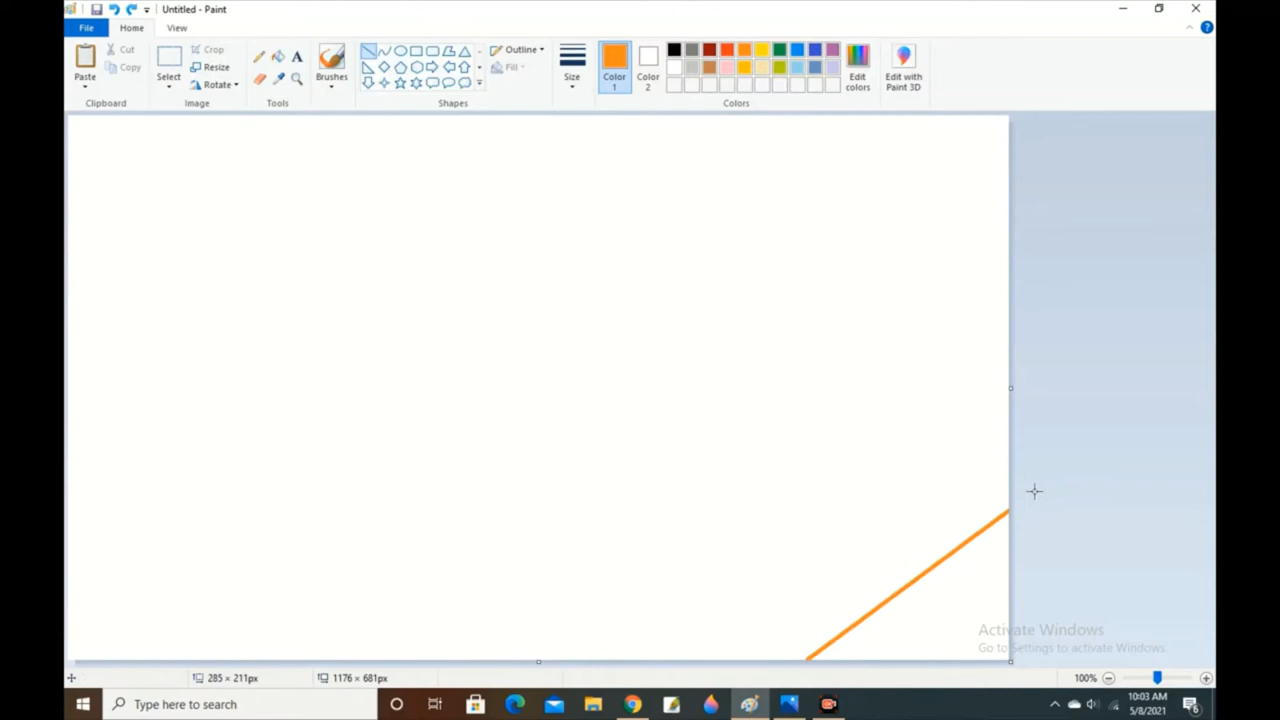 Untitled - Paint
File Home View
Paste
Cut
Copy
Clipboard
Select
Crop
Resize
Rotate
Image
A
Tools
Brushes
Shapes
Outline
Fill
Size
Color 1
Color 2
Colors
Edit colors
Edit with Paint 3D
Activate Windows
Go to Settings to activate Windows.
285 × 211px
1176 × 681px
100%
Type here to search
10:03 AM
5/8/2021
6